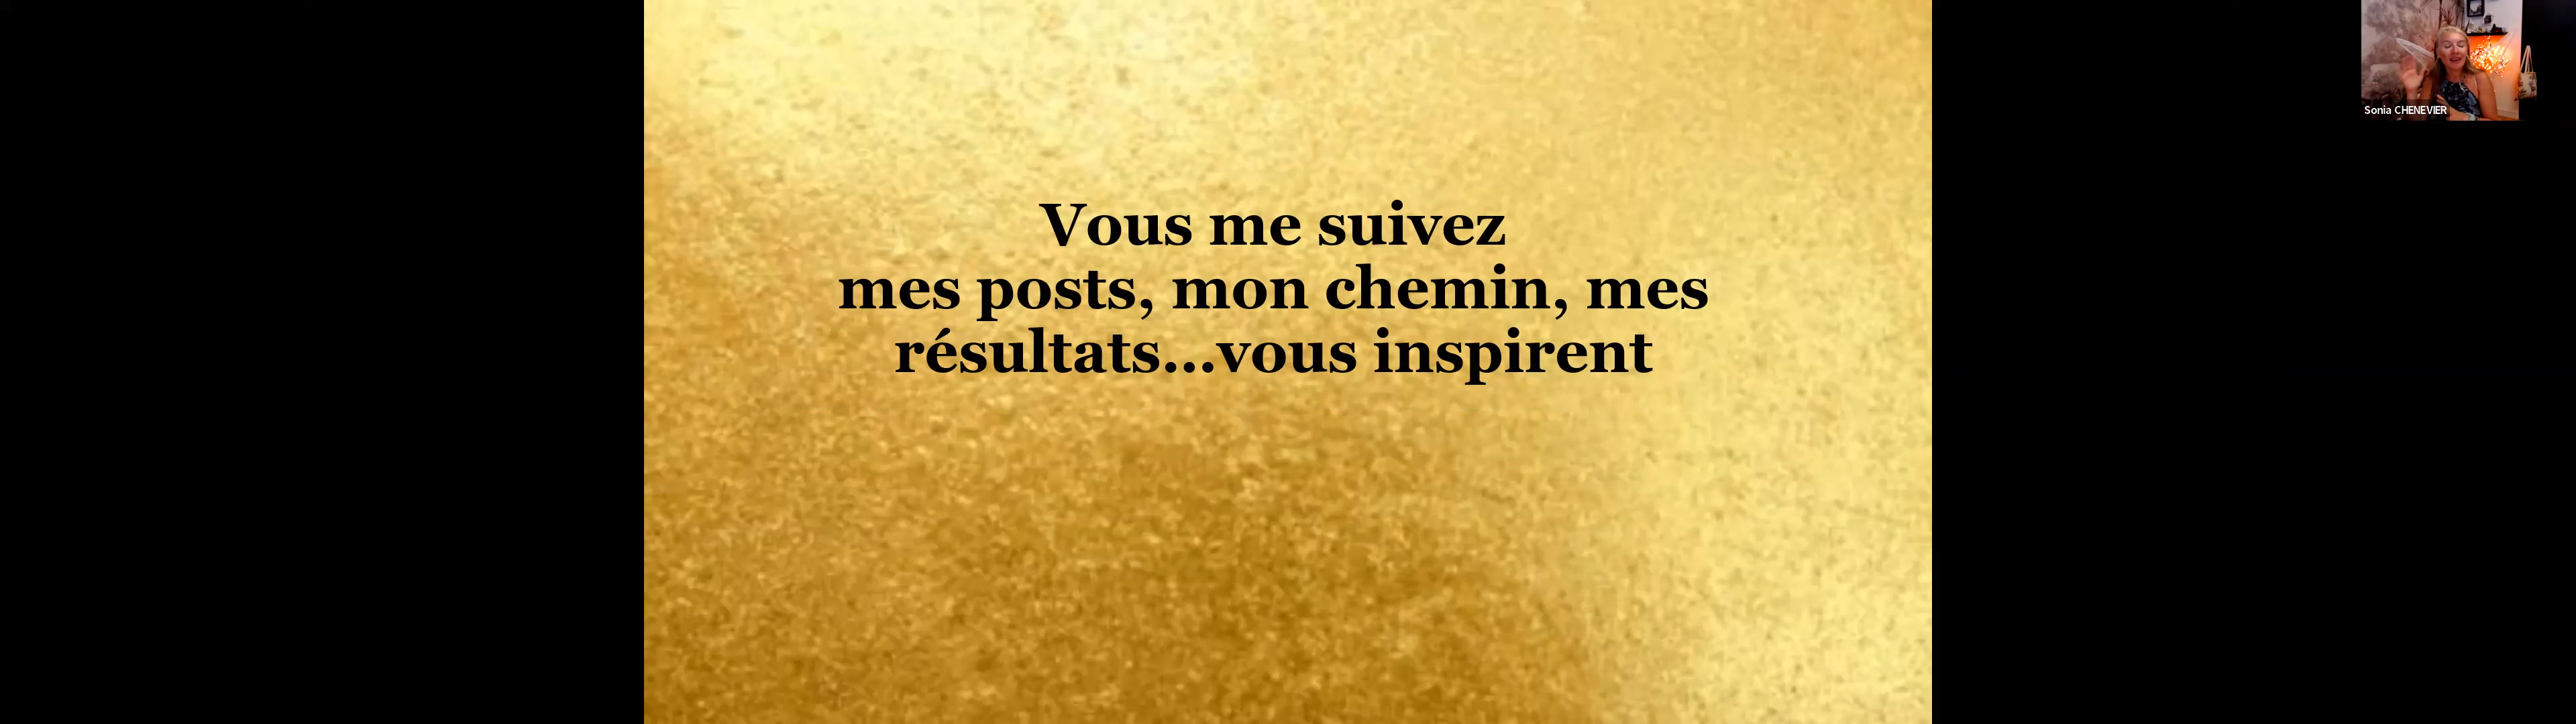 Vous me suivez
mes posts, mon chemin, mes
résultats...vous inspirent
Sonia CHENEVIER